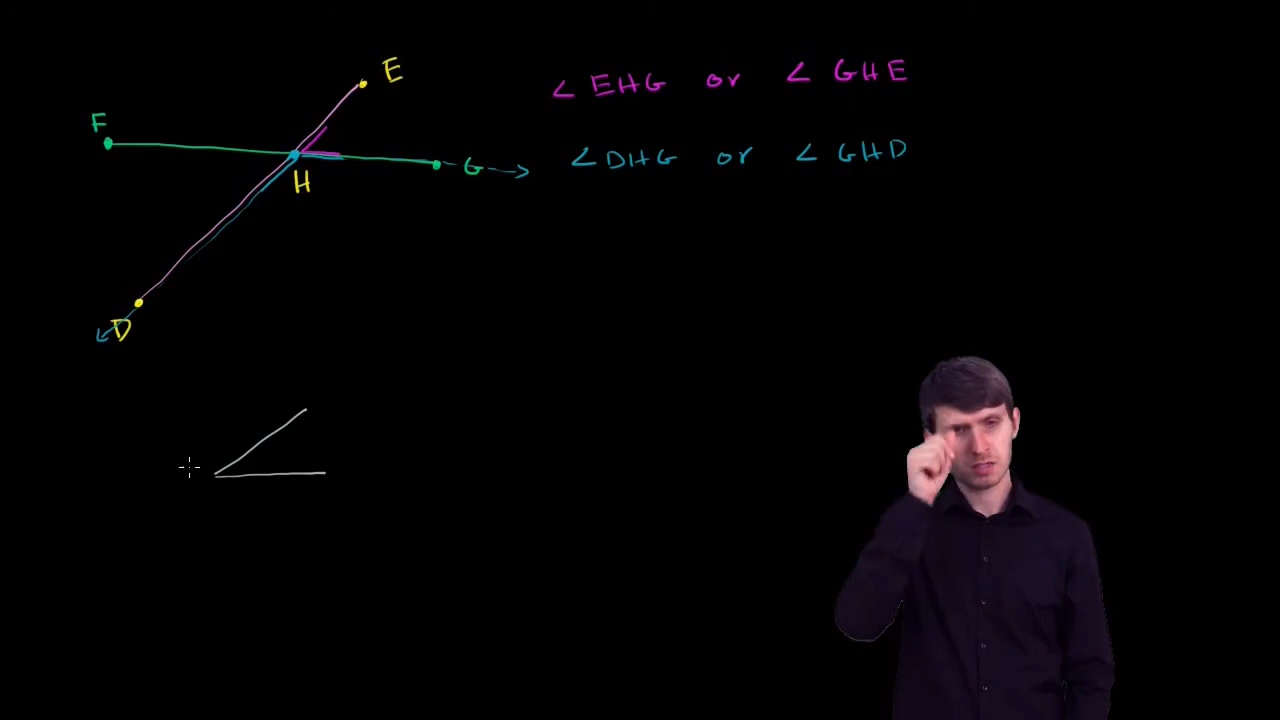 E
∠ EHG or ∠ GHE
F
∠ DHG or ∠ GHD
G
H
D